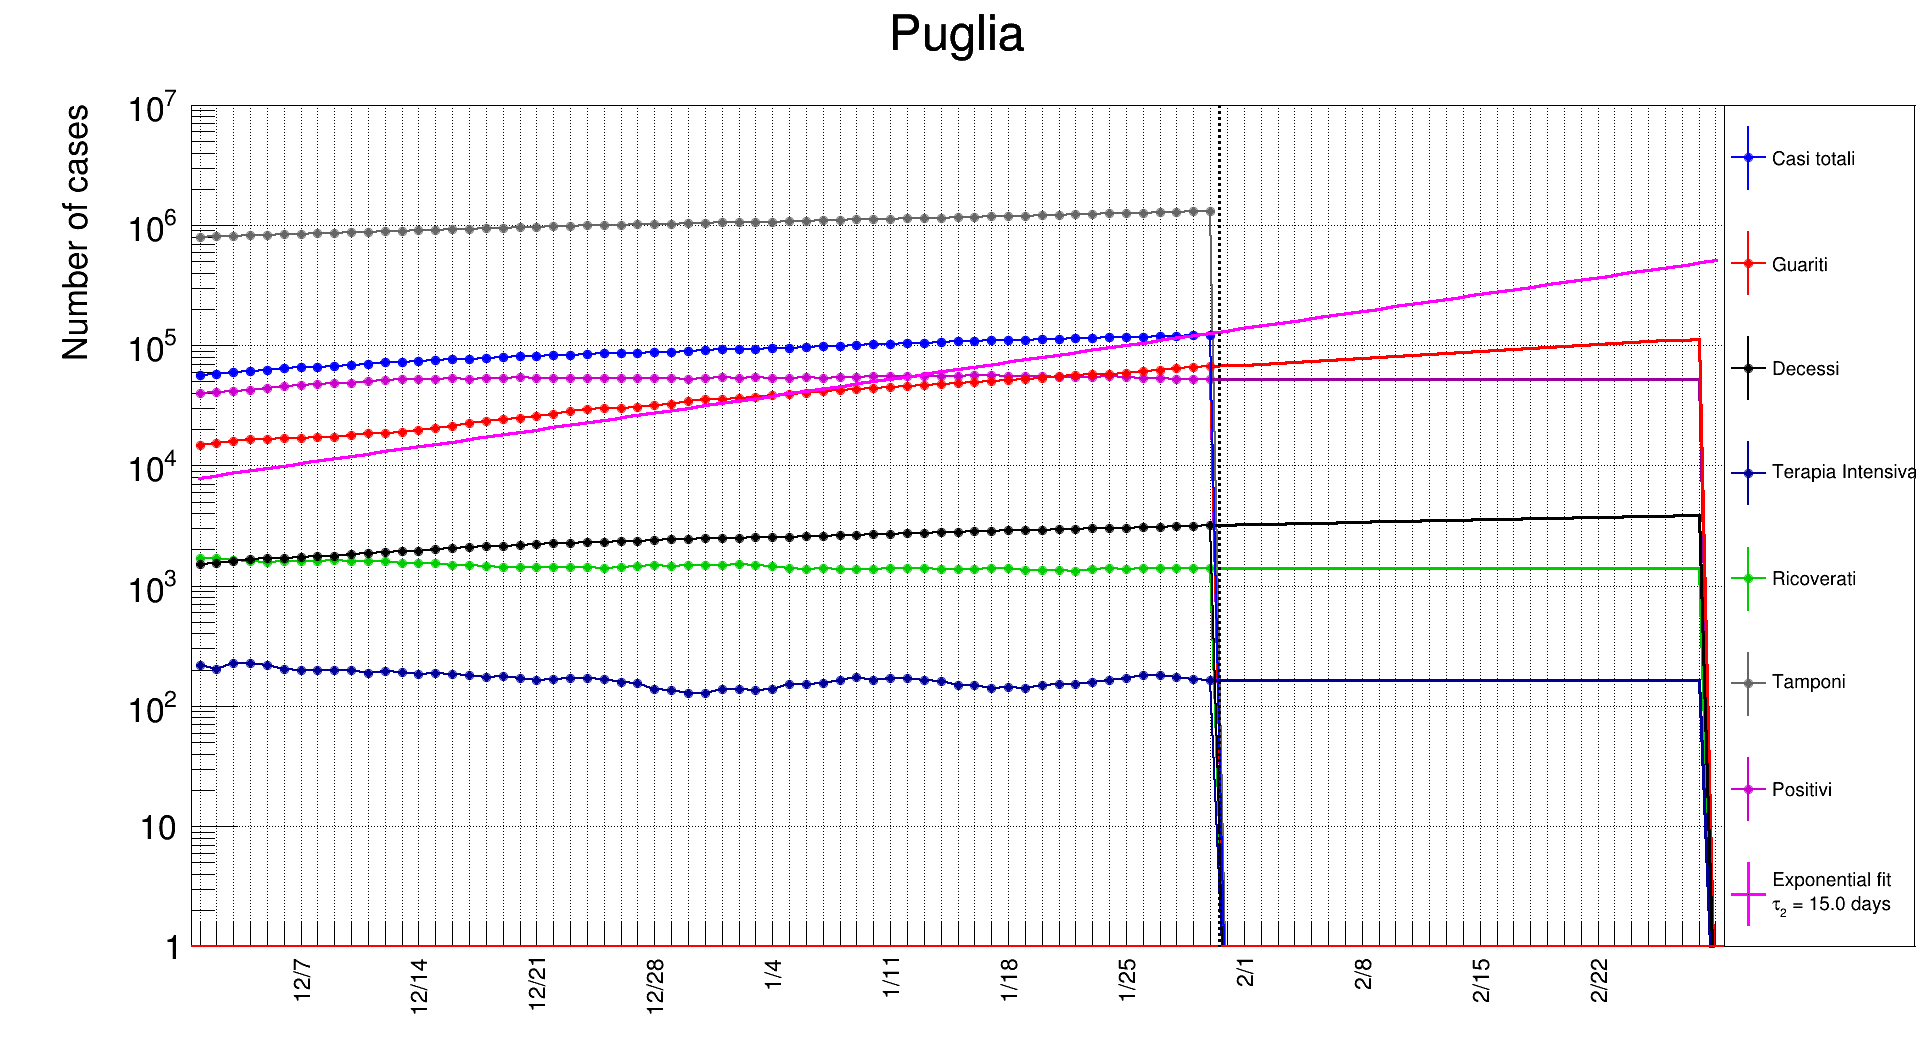 Puglia
Number of cases
10^7
10^6
10^5
10^4
10^3
10^2
10
1
12/7
12/14
12/21
12/28
1/4
1/11
1/18
1/25
2/1
2/8
2/15
2/22
Casi totali
Guariti
Decessi
Terapia Intensiva
Ricoverati
Tamponi
Positivi
Exponential fit
τ₂ = 15.0 days